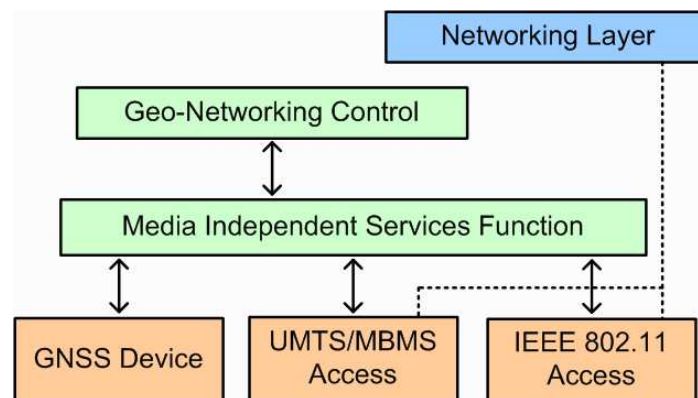 Networking Layer
Geo-Networking Control
Media Independent Services Function
GNSS Device
UMTS/MBMS
Access
IEEE 802.11
Access